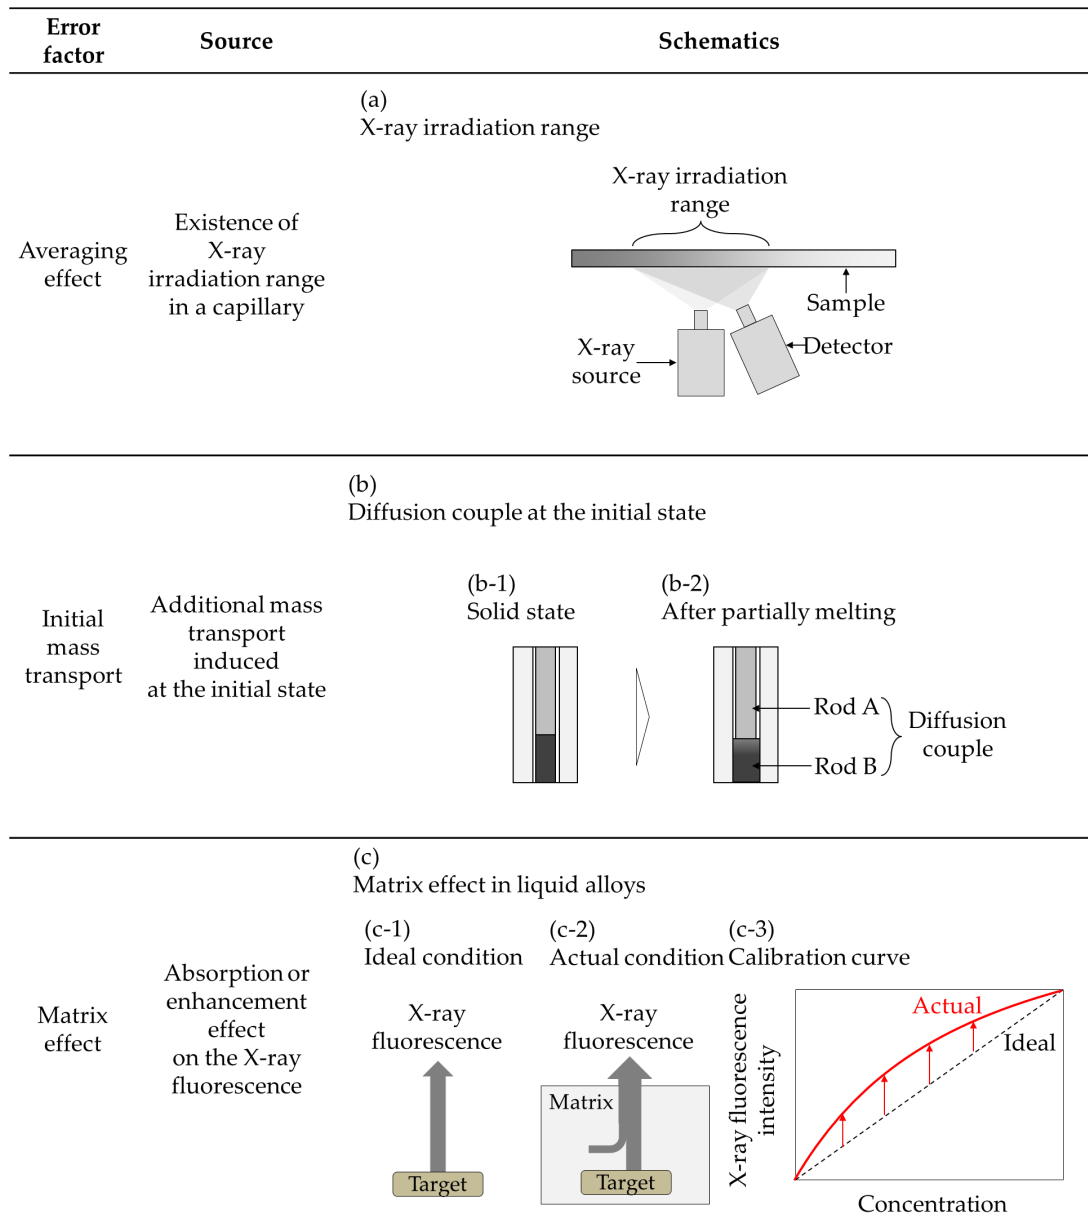 Error
factor
Source
Schematics
Averaging
effect
Existence of
X-ray
irradiation range
in a capillary
(a)
X-ray irradiation range
X-ray irradiation
range
Sample
X-ray
source
Detector
Initial
mass
transport
Additional mass
transport
induced
at the initial state
(b)
Diffusion couple at the initial state
(b-1)
Solid state
(b-2)
After partially melting
Rod A
Rod B
Diffusion
couple
Matrix
effect
Absorption or
enhancement
effect
on the X-ray
fluorescence
(c)
Matrix effect in liquid alloys
(c-1)
Ideal condition
X-ray
fluorescence
Target
(c-2)
Actual condition
X-ray
fluorescence
Matrix
Target
(c-3)
Calibration curve
X-ray fluorescence
intensity
Actual
Ideal
Concentration